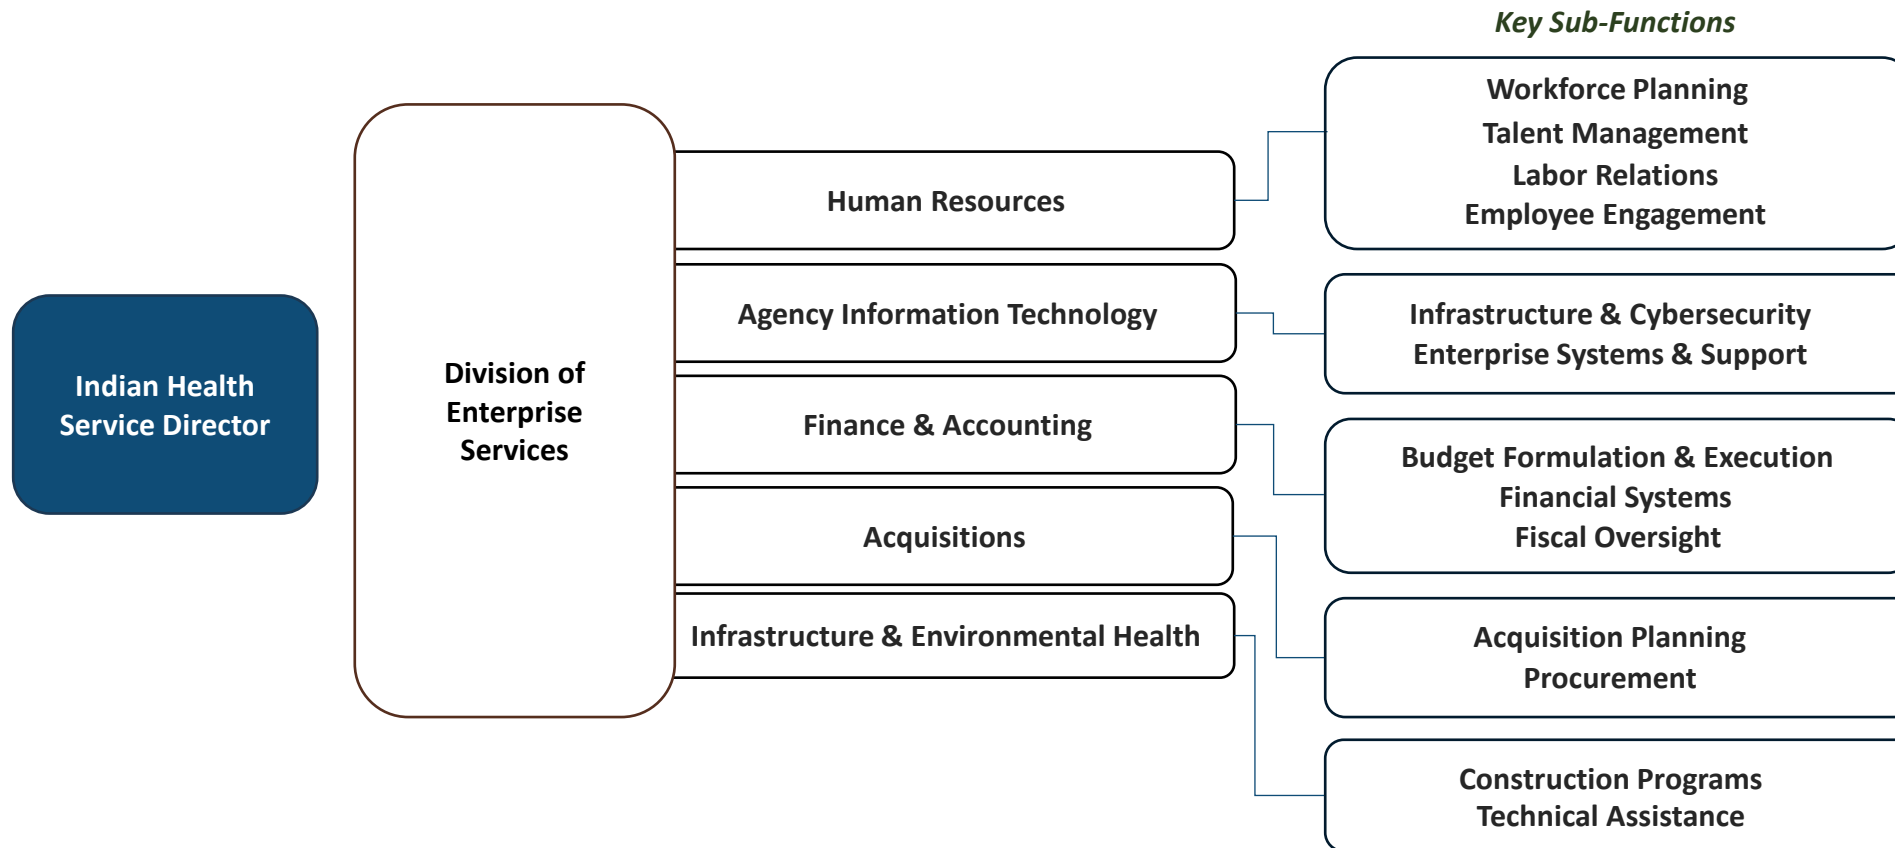 Key Sub-Functions
Indian Health
Service Director
Division of
Enterprise
Services
Human Resources
Workforce Planning
Talent Management
Labor Relations
Employee Engagement
Agency Information Technology
Infrastructure & Cybersecurity
Enterprise Systems & Support
Finance & Accounting
Budget Formulation & Execution
Financial Systems
Fiscal Oversight
Acquisitions
Acquisition Planning
Procurement
Infrastructure & Environmental Health
Construction Programs
Technical Assistance